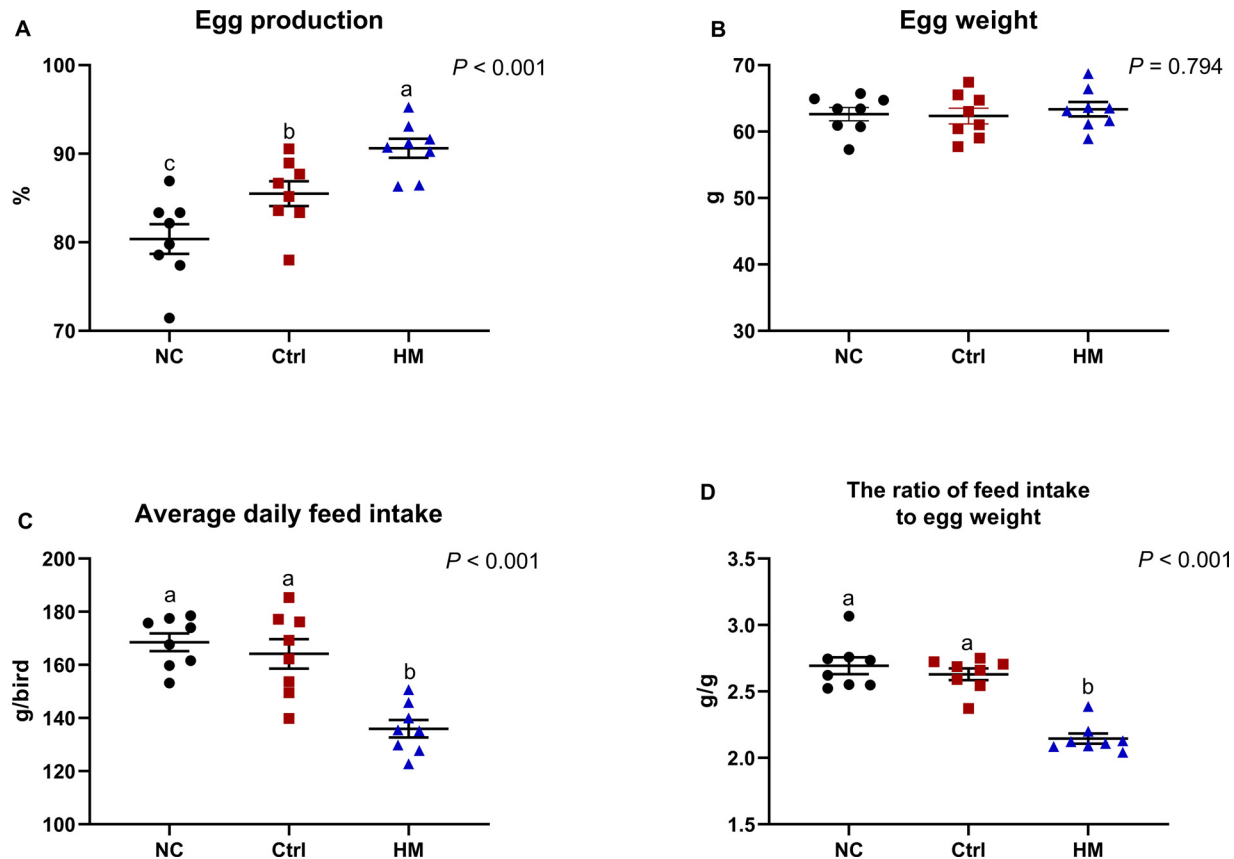 A
Egg production
P < 0.001
100
90
80
70
%
c
b
a
NC
Ctrl
HM
B
Egg weight
P = 0.794
70
60
50
40
30
g
NC
Ctrl
HM
C
Average daily feed intake
P < 0.001
200
180
160
140
120
100
g/bird
a
a
b
NC
Ctrl
HM
D
The ratio of feed intake
to egg weight
P < 0.001
3.5
3.0
2.5
2.0
1.5
g/g
a
a
b
NC
Ctrl
HM